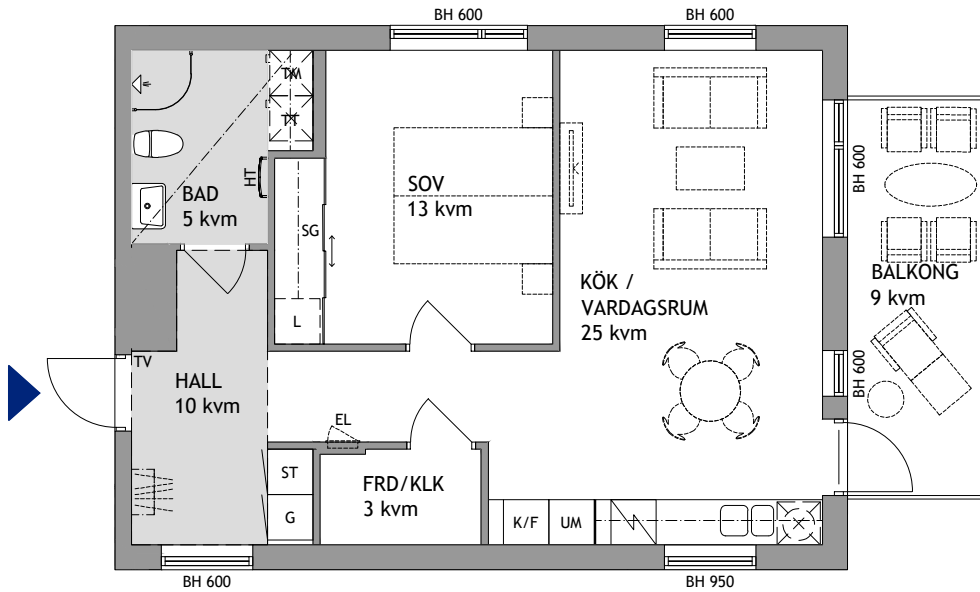 BH 600
BH 600
TM
TT
HT
BAD
5 kvm
SG
L
SOV
13 kvm
BH 600
KÖK /
VARDAGSRUM
25 kvm
BALKONG
9 kvm
TV
HALL
10 kvm
BH 600
EL
ST
G
FRD/KLK
3 kvm
K/F
UM
BH 600
BH 950